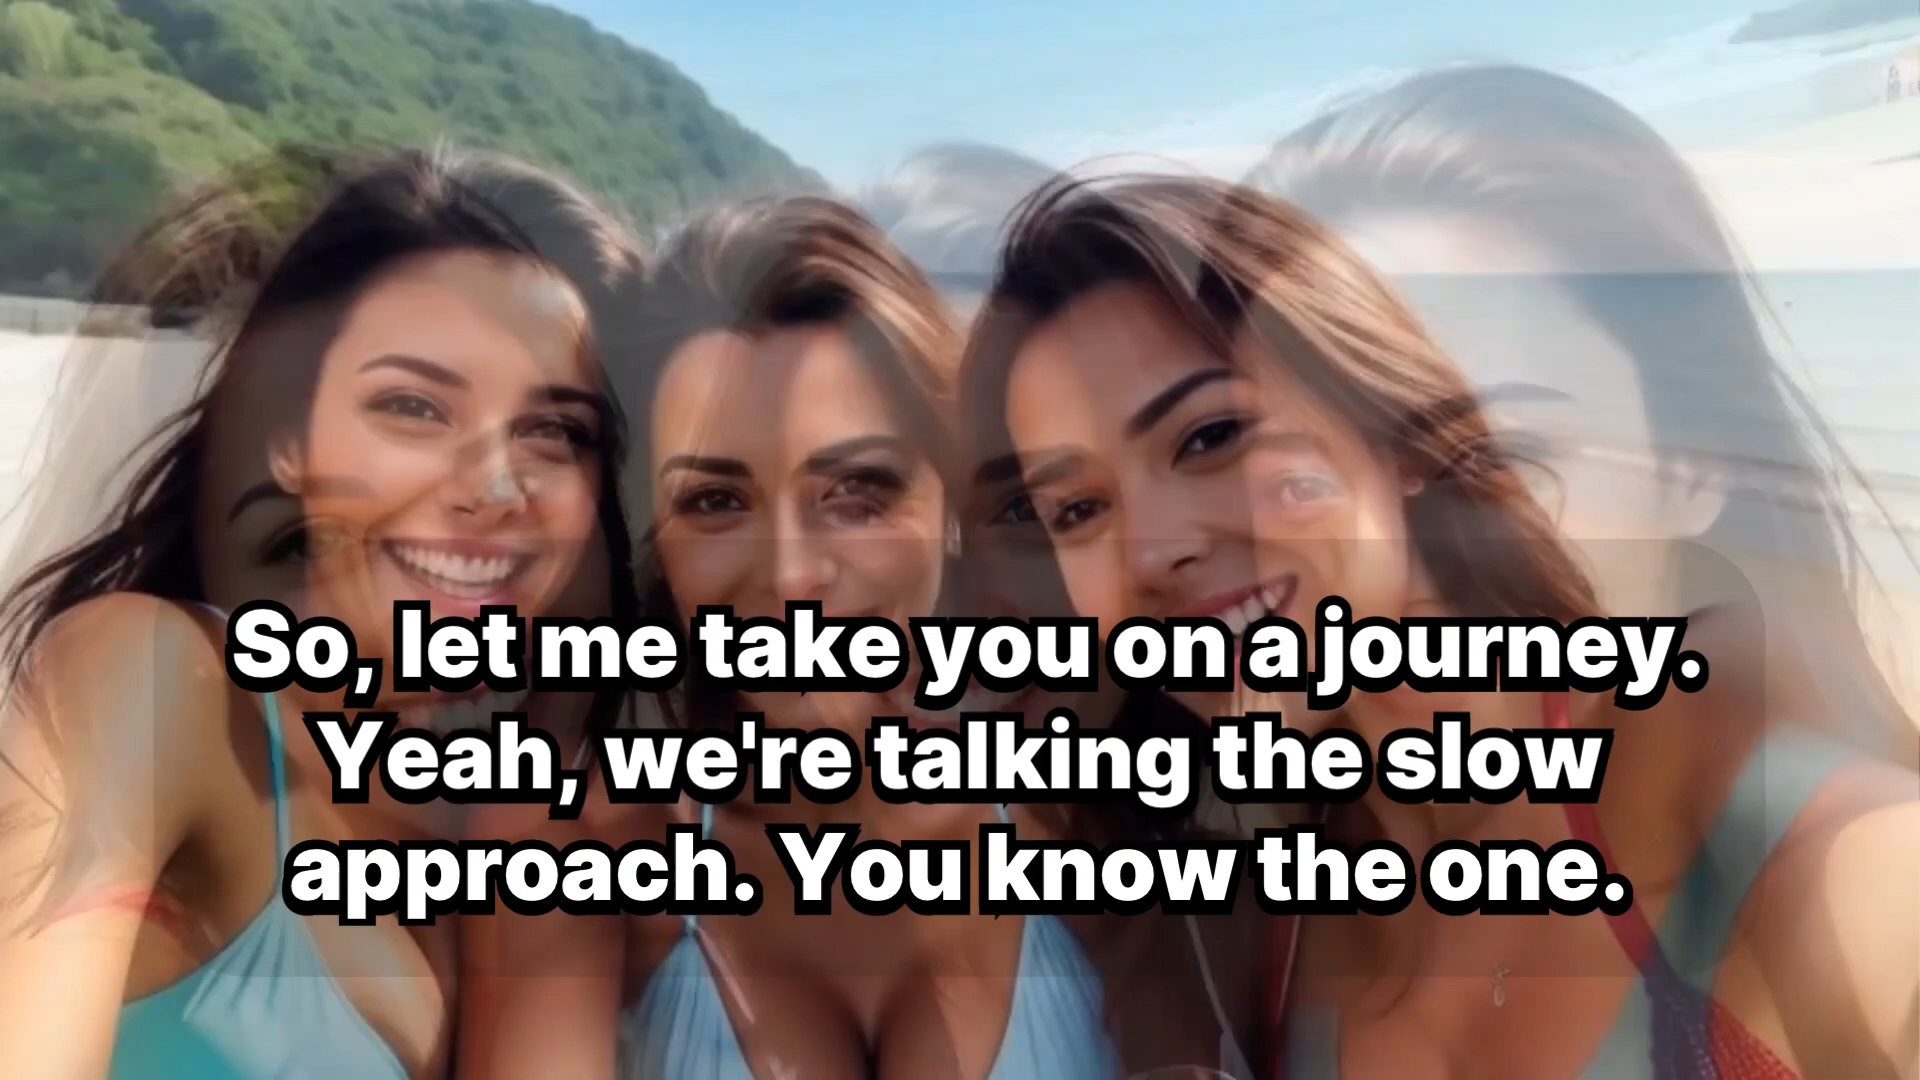 So, let me take you on a journey.
Yeah, we're talking the slow
approach. You know the one.